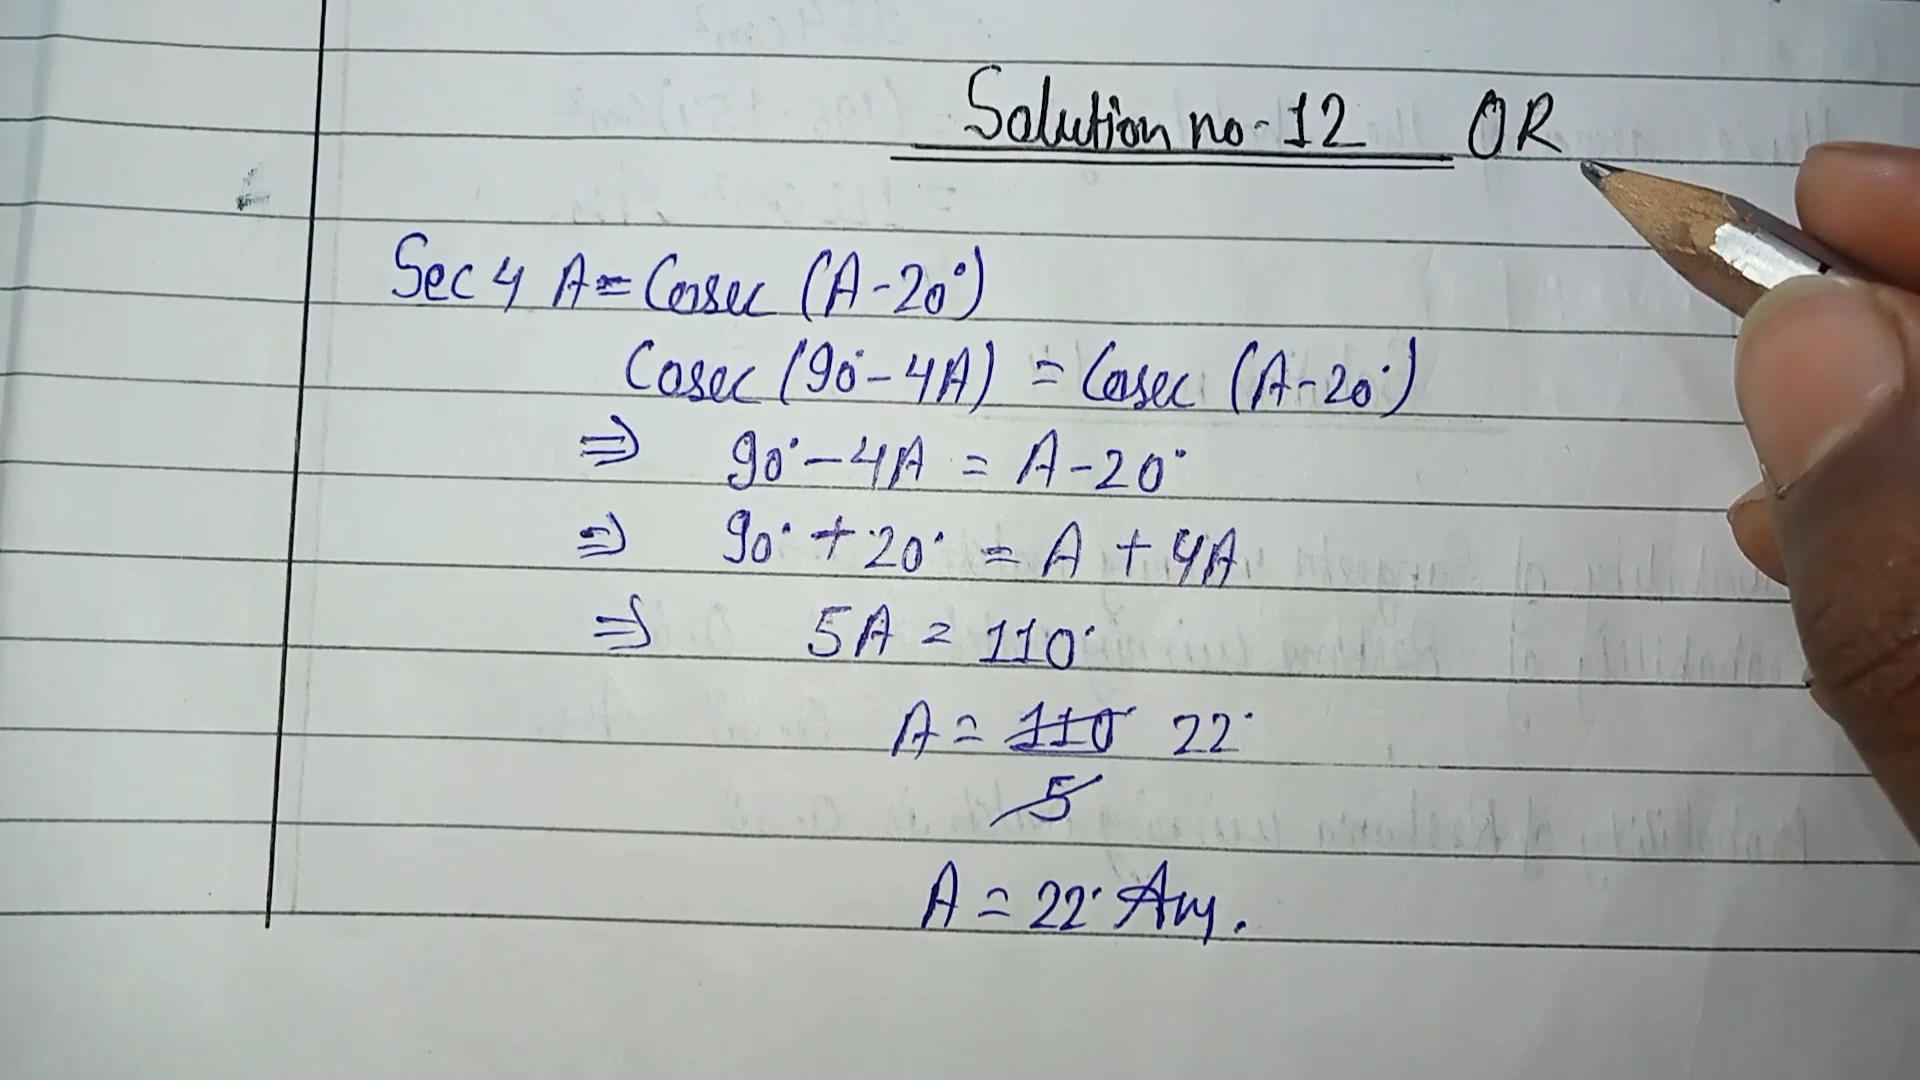 Solution no-12 OR
Sec 4 A = Cosec (A-20°)
Cosec (90°-4A) = Cosec (A-20°)
⇒ 90°-4A = A-20°
⇒ 90° + 20° = A + 4A
⇒ 5A = 110°
A = 110° 22°
5
A = 22° Ans.